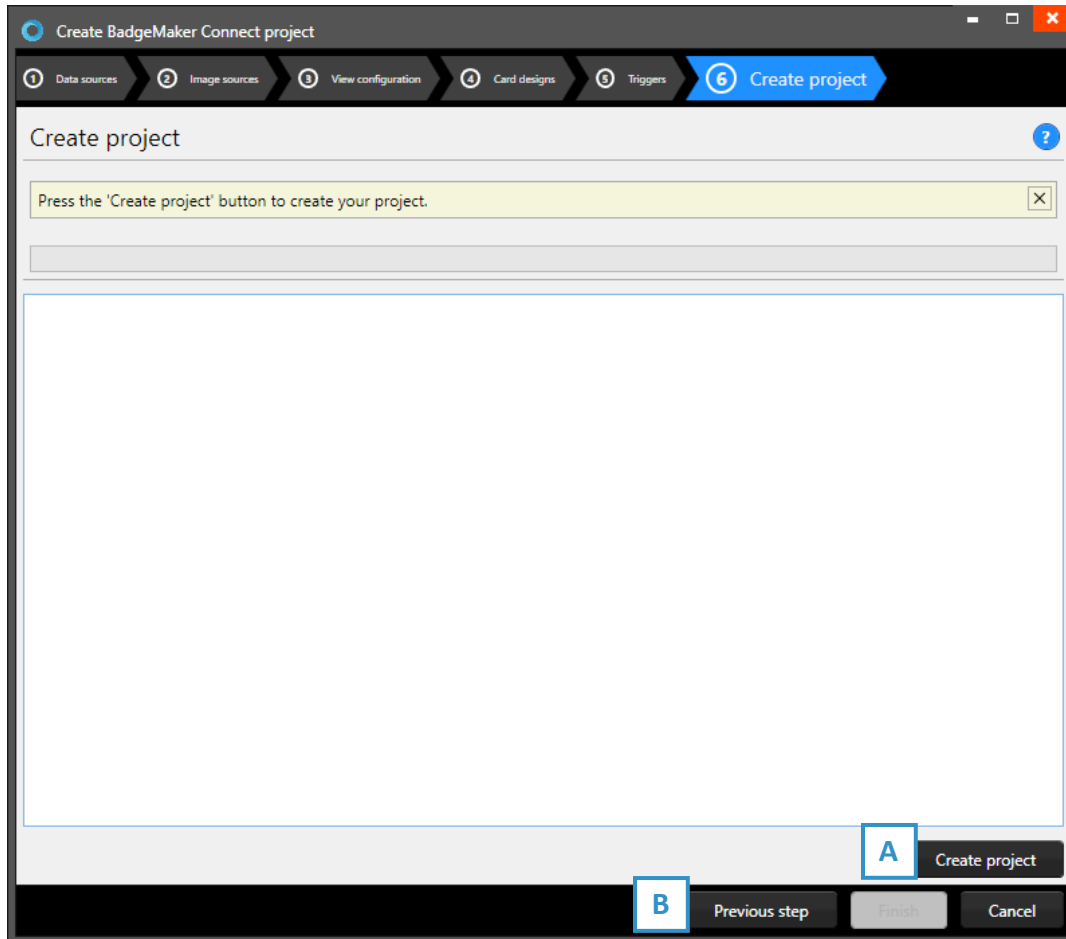 Create BadgeMaker Connect project
1 Data sources 2 Image sources 3 View configuration 4 Card designs 5 Triggers 6 Create project
Create project ?
Press the 'Create project' button to create your project.
A Create project
B Previous step Finish Cancel